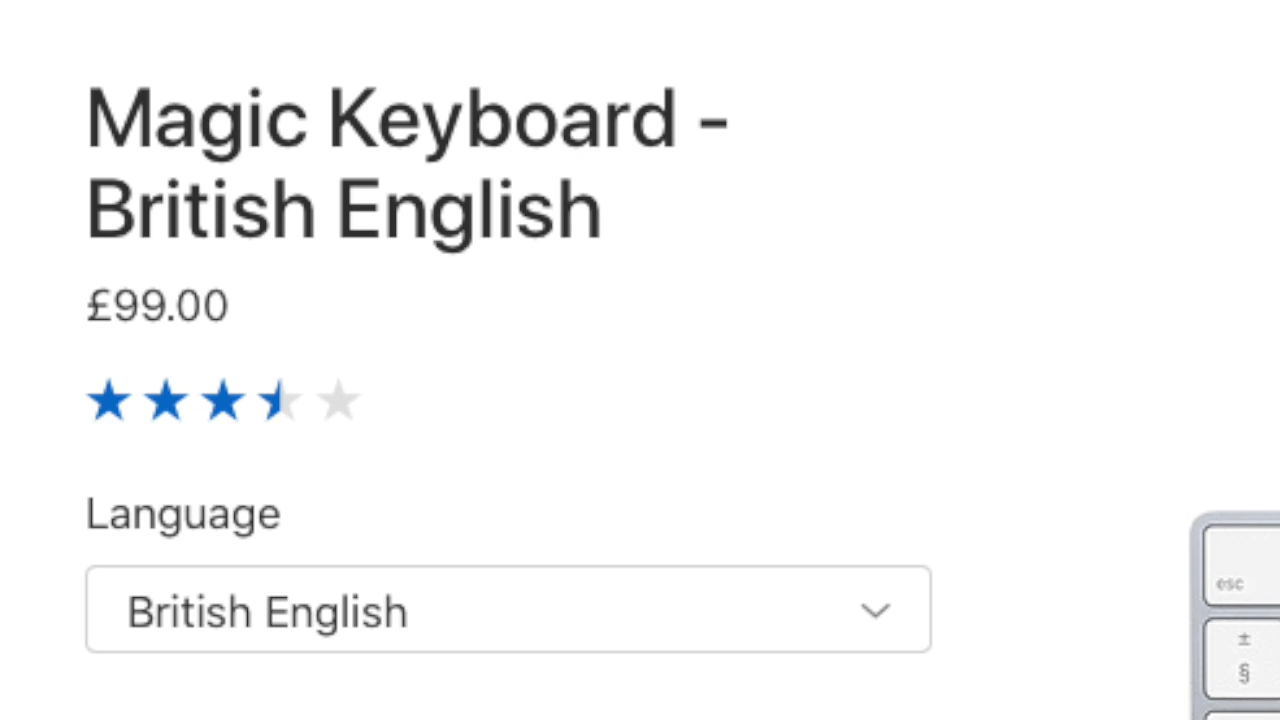 Magic Keyboard -
British English
£99.00
Language
British English
esc
±
§